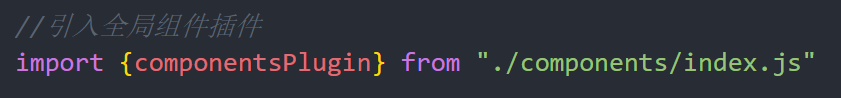 //引入全局组件插件
import {componentsPlugin} from "./components/index.js"